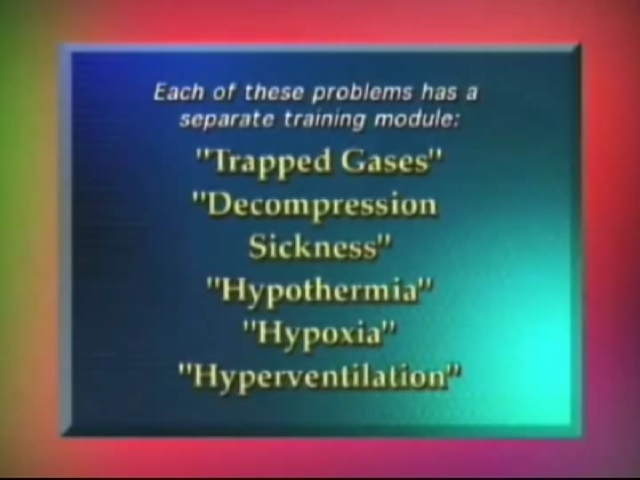 Each of these problems has a
separate training module:
"Trapped Gases"
"Decompression
Sickness"
"Hypothermia"
"Hypoxia"
"Hyperventilation"